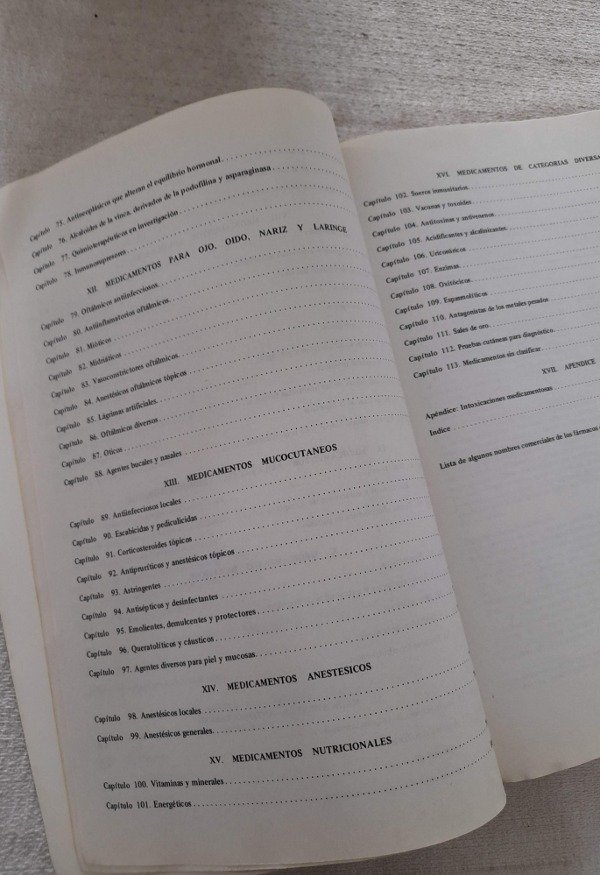 Capítulo 75. Antineoplásicos que alteran el equilibrio hormonal
Capítulo 76. Alcaloides de la vinca, derivados de la podofilina y asparaginasa
Capítulo 77. Quimioterapéuticos en investigación
Capítulo 78. Inmunosupresores
XII. MEDICAMENTOS PARA OJO, OIDO, NARIZ Y LARINGE
Capítulo 79. Oftálmicos antiinfecciosos
Capítulo 80. Antiinflamatorios oftálmicos
Capítulo 81. Mióticos
Capítulo 82. Midriáticos
Capítulo 83. Vasoconstrictores oftálmicos
Capítulo 84. Anestésicos oftálmicos tópicos
Capítulo 85. Lágrimas artificiales
Capítulo 86. Oftálmicos diversos
Capítulo 87. Oticos
Capítulo 88. Agentes bucales y nasales
XIII. MEDICAMENTOS MUCOCUTANEOS
Capítulo 89. Antiinfecciosos locales
Capítulo 90. Escabicidas y pediculicidas
Capítulo 91. Corticosteroides tópicos
Capítulo 92. Antipruríticos y anestésicos tópicos
Capítulo 93. Astringentes
Capítulo 94. Antisépticos y desinfectantes
Capítulo 95. Emolientes, demulcentes y protectores
Capítulo 96. Queratolíticos y cáusticos
Capítulo 97. Agentes diversos para piel y mucosas
XIV. MEDICAMENTOS ANESTESICOS
Capítulo 98. Anestésicos locales
Capítulo 99. Anestésicos generales
XV. MEDICAMENTOS NUTRICIONALES
Capítulo 100. Vitaminas y minerales
Capítulo 101. Energéticos
XVI. MEDICAMENTOS DE CATEGORIAS DIVERSA
Capítulo 102. Sueros inmunitarios
Capítulo 103. Vacunas y toxoides
Capítulo 104. Antitoxinas y antivenenos
Capítulo 105. Acidificantes y alcalinizantes
Capítulo 106. Uricosúricos
Capítulo 107. Enzimas
Capítulo 108. Oxitócicos
Capítulo 109. Espasmolíticos
Capítulo 110. Antagonistas de los metales pesados
Capítulo 111. Sales de oro
Capítulo 112. Pruebas cutáneas para diagnóstico
Capítulo 113. Medicamentos sin clasificar
XVII. APENDICE
Apéndice: Intoxicaciones medicamentosas
Indice
Lista de algunos nombres comerciales de los fármacos